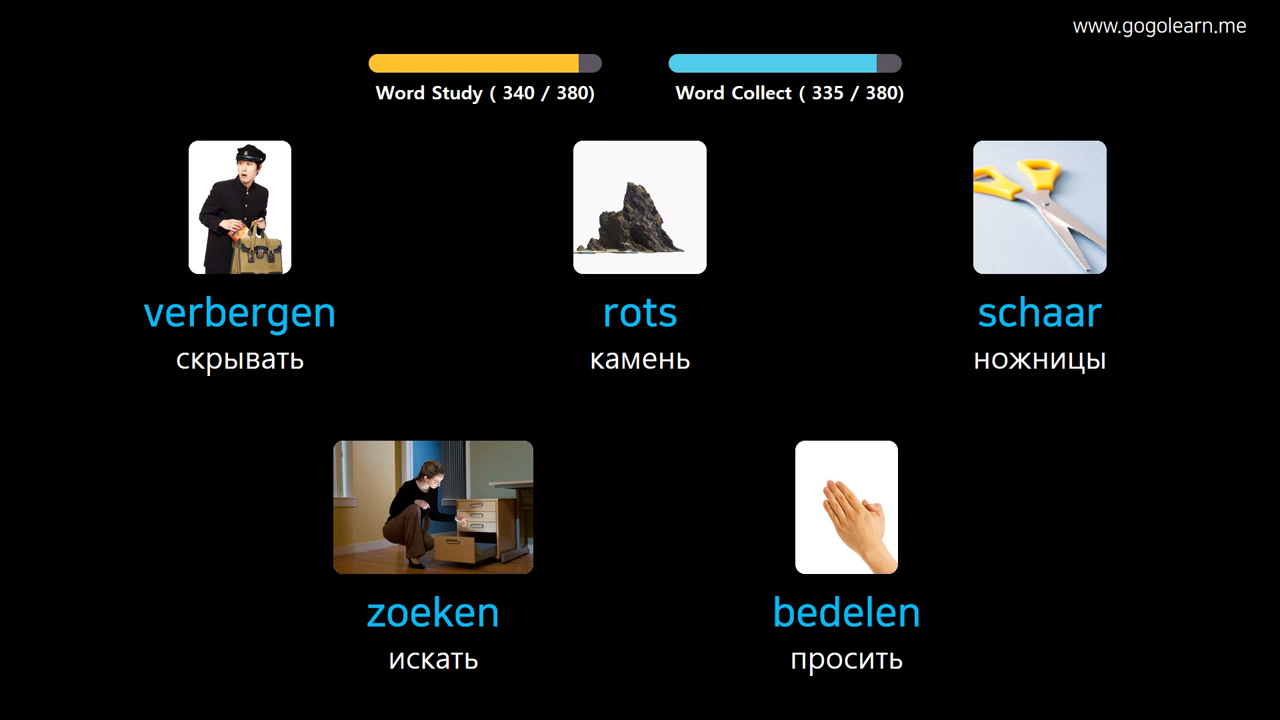 www.gogolearn.me
Word Study ( 340 / 380)
Word Collect ( 335 / 380)
verbergen
скрывать
rots
камень
schaar
ножницы
zoeken
искать
bedelen
просить